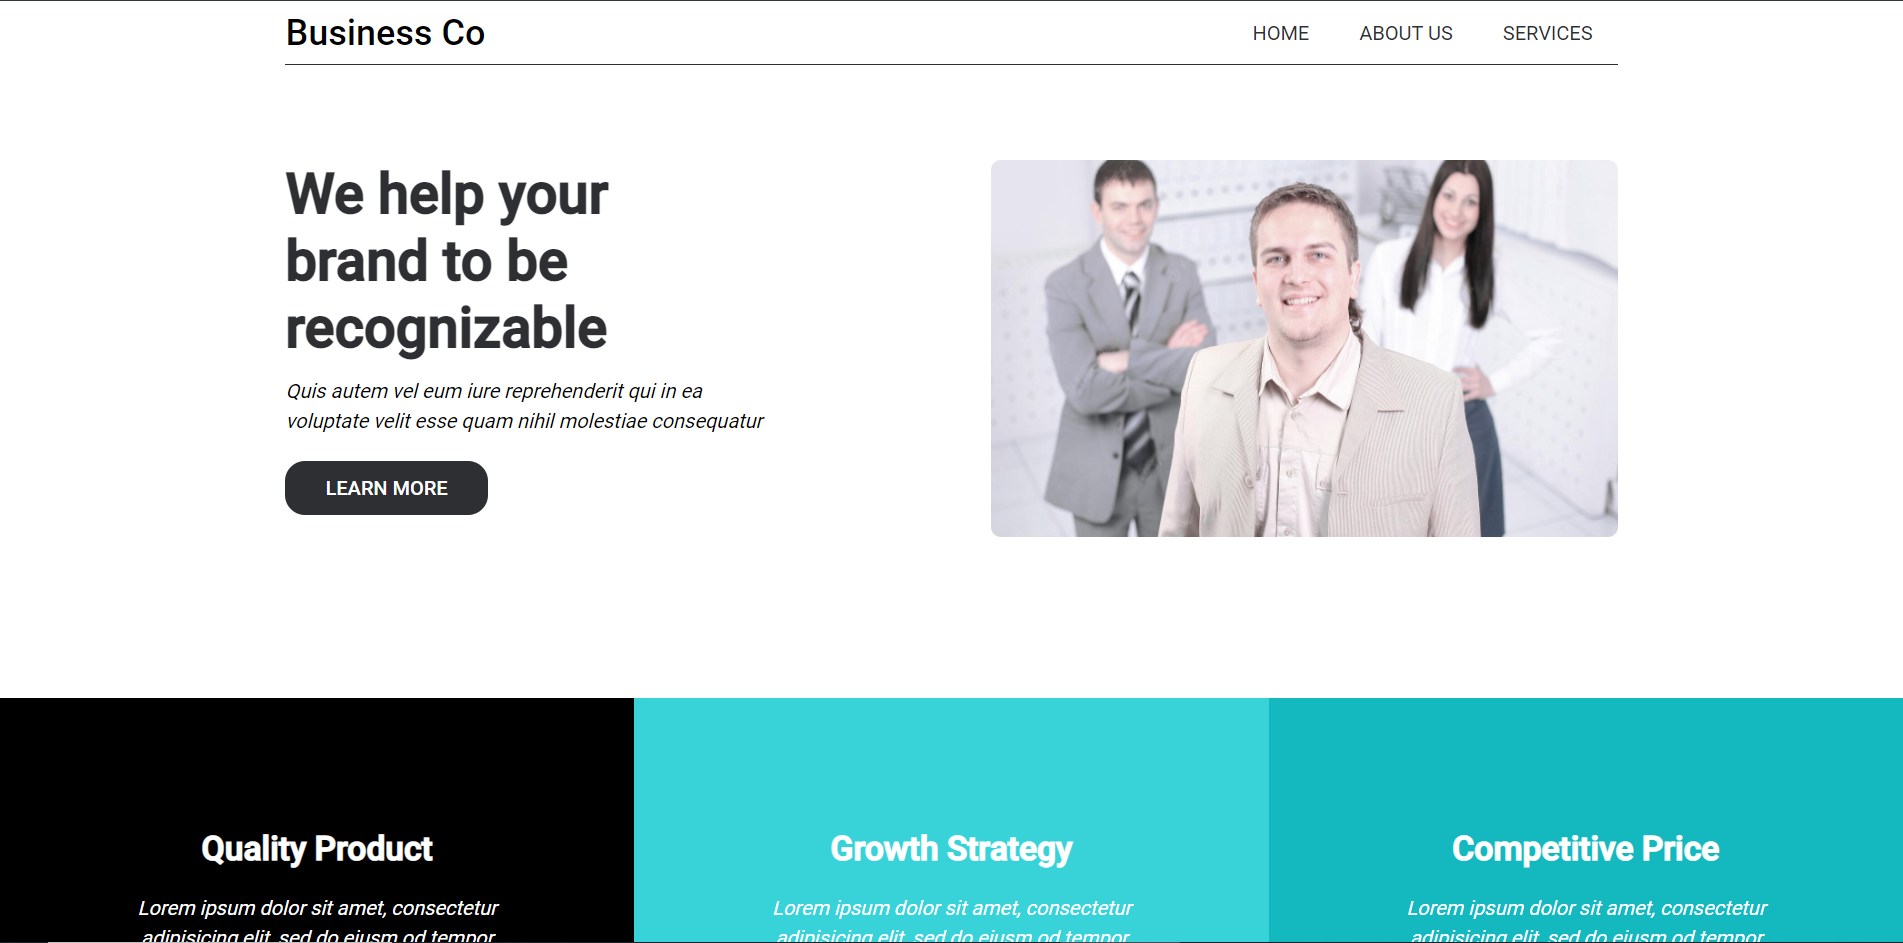 Business Co
HOME ABOUT US SERVICES
We help your
brand to be
recognizable
Quis autem vel eum iure reprehenderit qui in ea
voluptate velit esse quam nihil molestiae consequatur
LEARN MORE
Quality Product
Lorem ipsum dolor sit amet, consectetur
adipisicing elit, sed do eiusm od tempor
Growth Strategy
Lorem ipsum dolor sit amet, consectetur
adipisicing elit, sed do eiusm od tempor
Competitive Price
Lorem ipsum dolor sit amet, consectetur
adipisicing elit, sed do eiusm od tempor